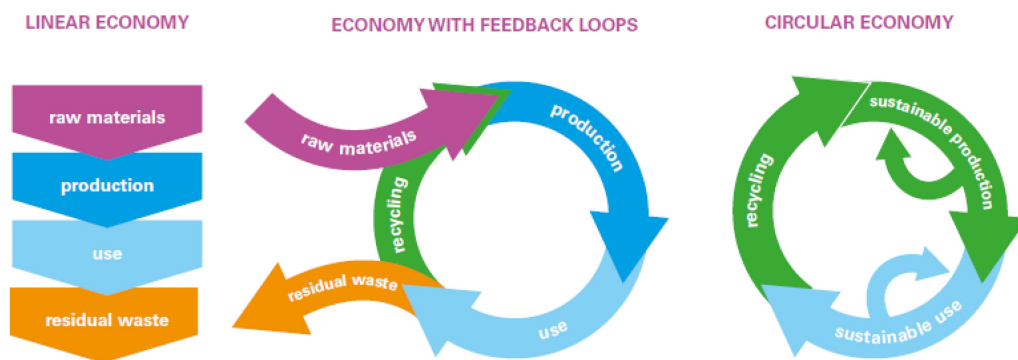 LINEAR ECONOMY
raw materials
production
use
residual waste
ECONOMY WITH FEEDBACK LOOPS
raw materials
production
recycling
residual waste
use
CIRCULAR ECONOMY
sustainable production
recycling
sustainable use